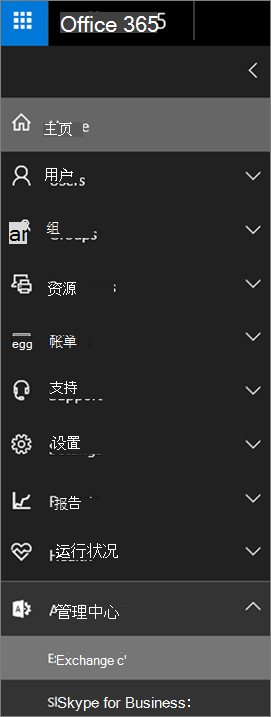 Office 365
主页
用户
组
资源
egg
帐单
支持
设置
报告
运行状况
管理中心
Exchange c'
Skype for Business: